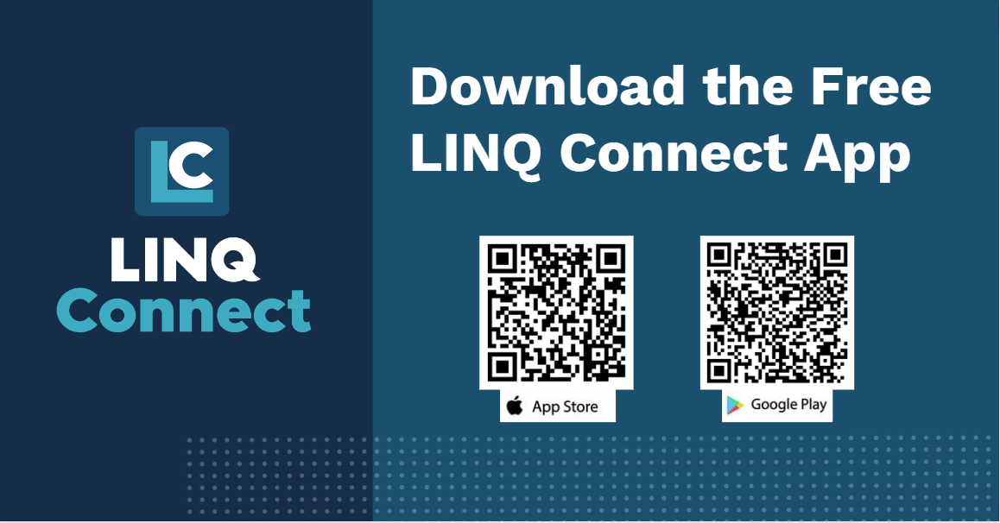 LC
LINQ
Connect
Download the Free
LINQ Connect App
App Store
Google Play